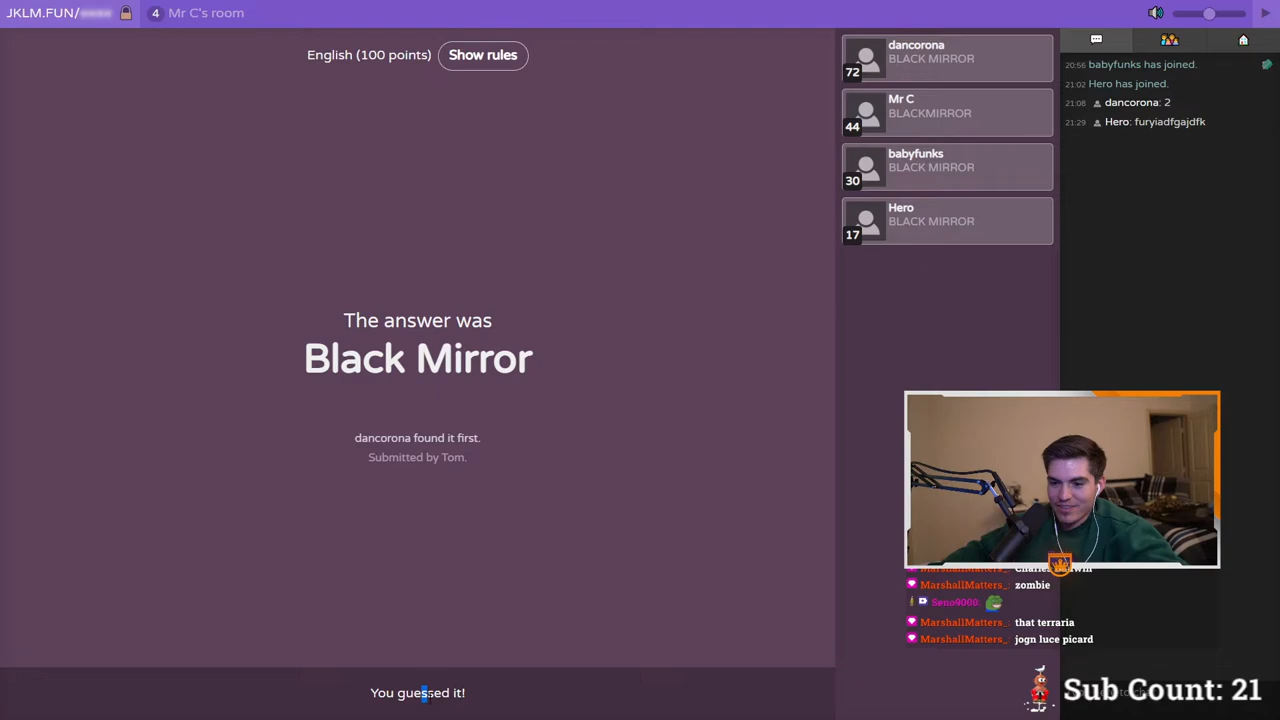 JKLM.FUN/
4 Mr C's room
English (100 points) Show rules
The answer was
Black Mirror
dancorona found it first.
Submitted by Tom.
You guessed it!
dancorona
BLACK MIRROR
72
Mr C
BLACKMIRROR
44
babyfunks
BLACK MIRROR
30
Hero
BLACK MIRROR
17
20:56 babyfunks has joined.
21:02 Hero has joined.
21:08 dancorona: 2
21:29 Hero: furyiadfgajdfk
MarshallMatters_:
MarshallMatters_: zombie
Seno9000:
MarshallMatters_: that terraria
MarshallMatters_: jogn luce picard
Sub Count: 21